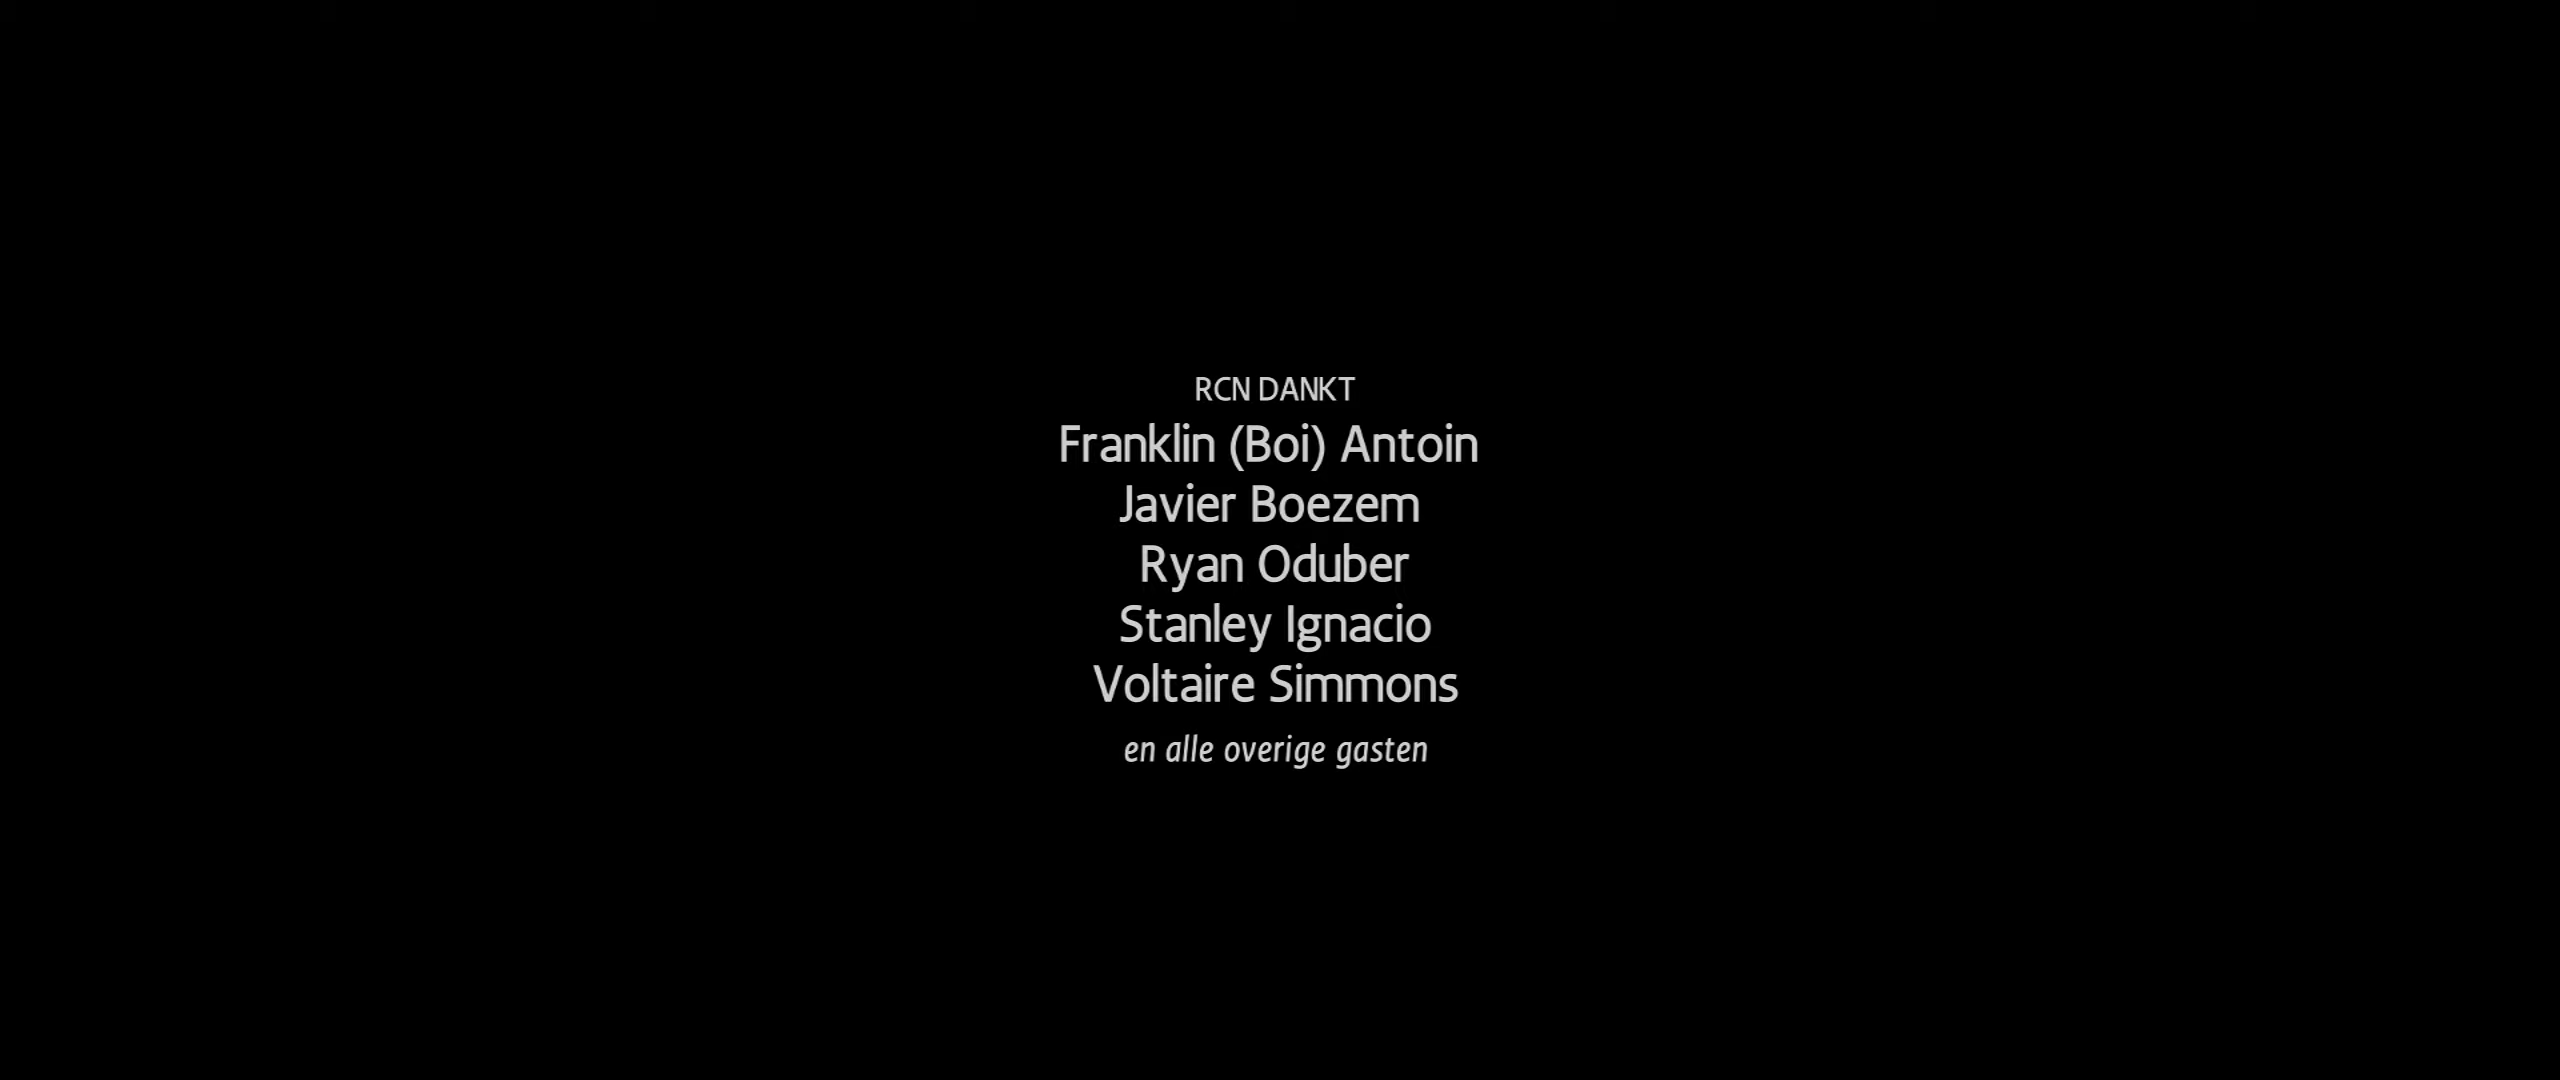 RCN DANKT
Franklin (Boi) Antoin
Javier Boezem
Ryan Oduber
Stanley Ignacio
Voltaire Simmons
en alle overige gasten